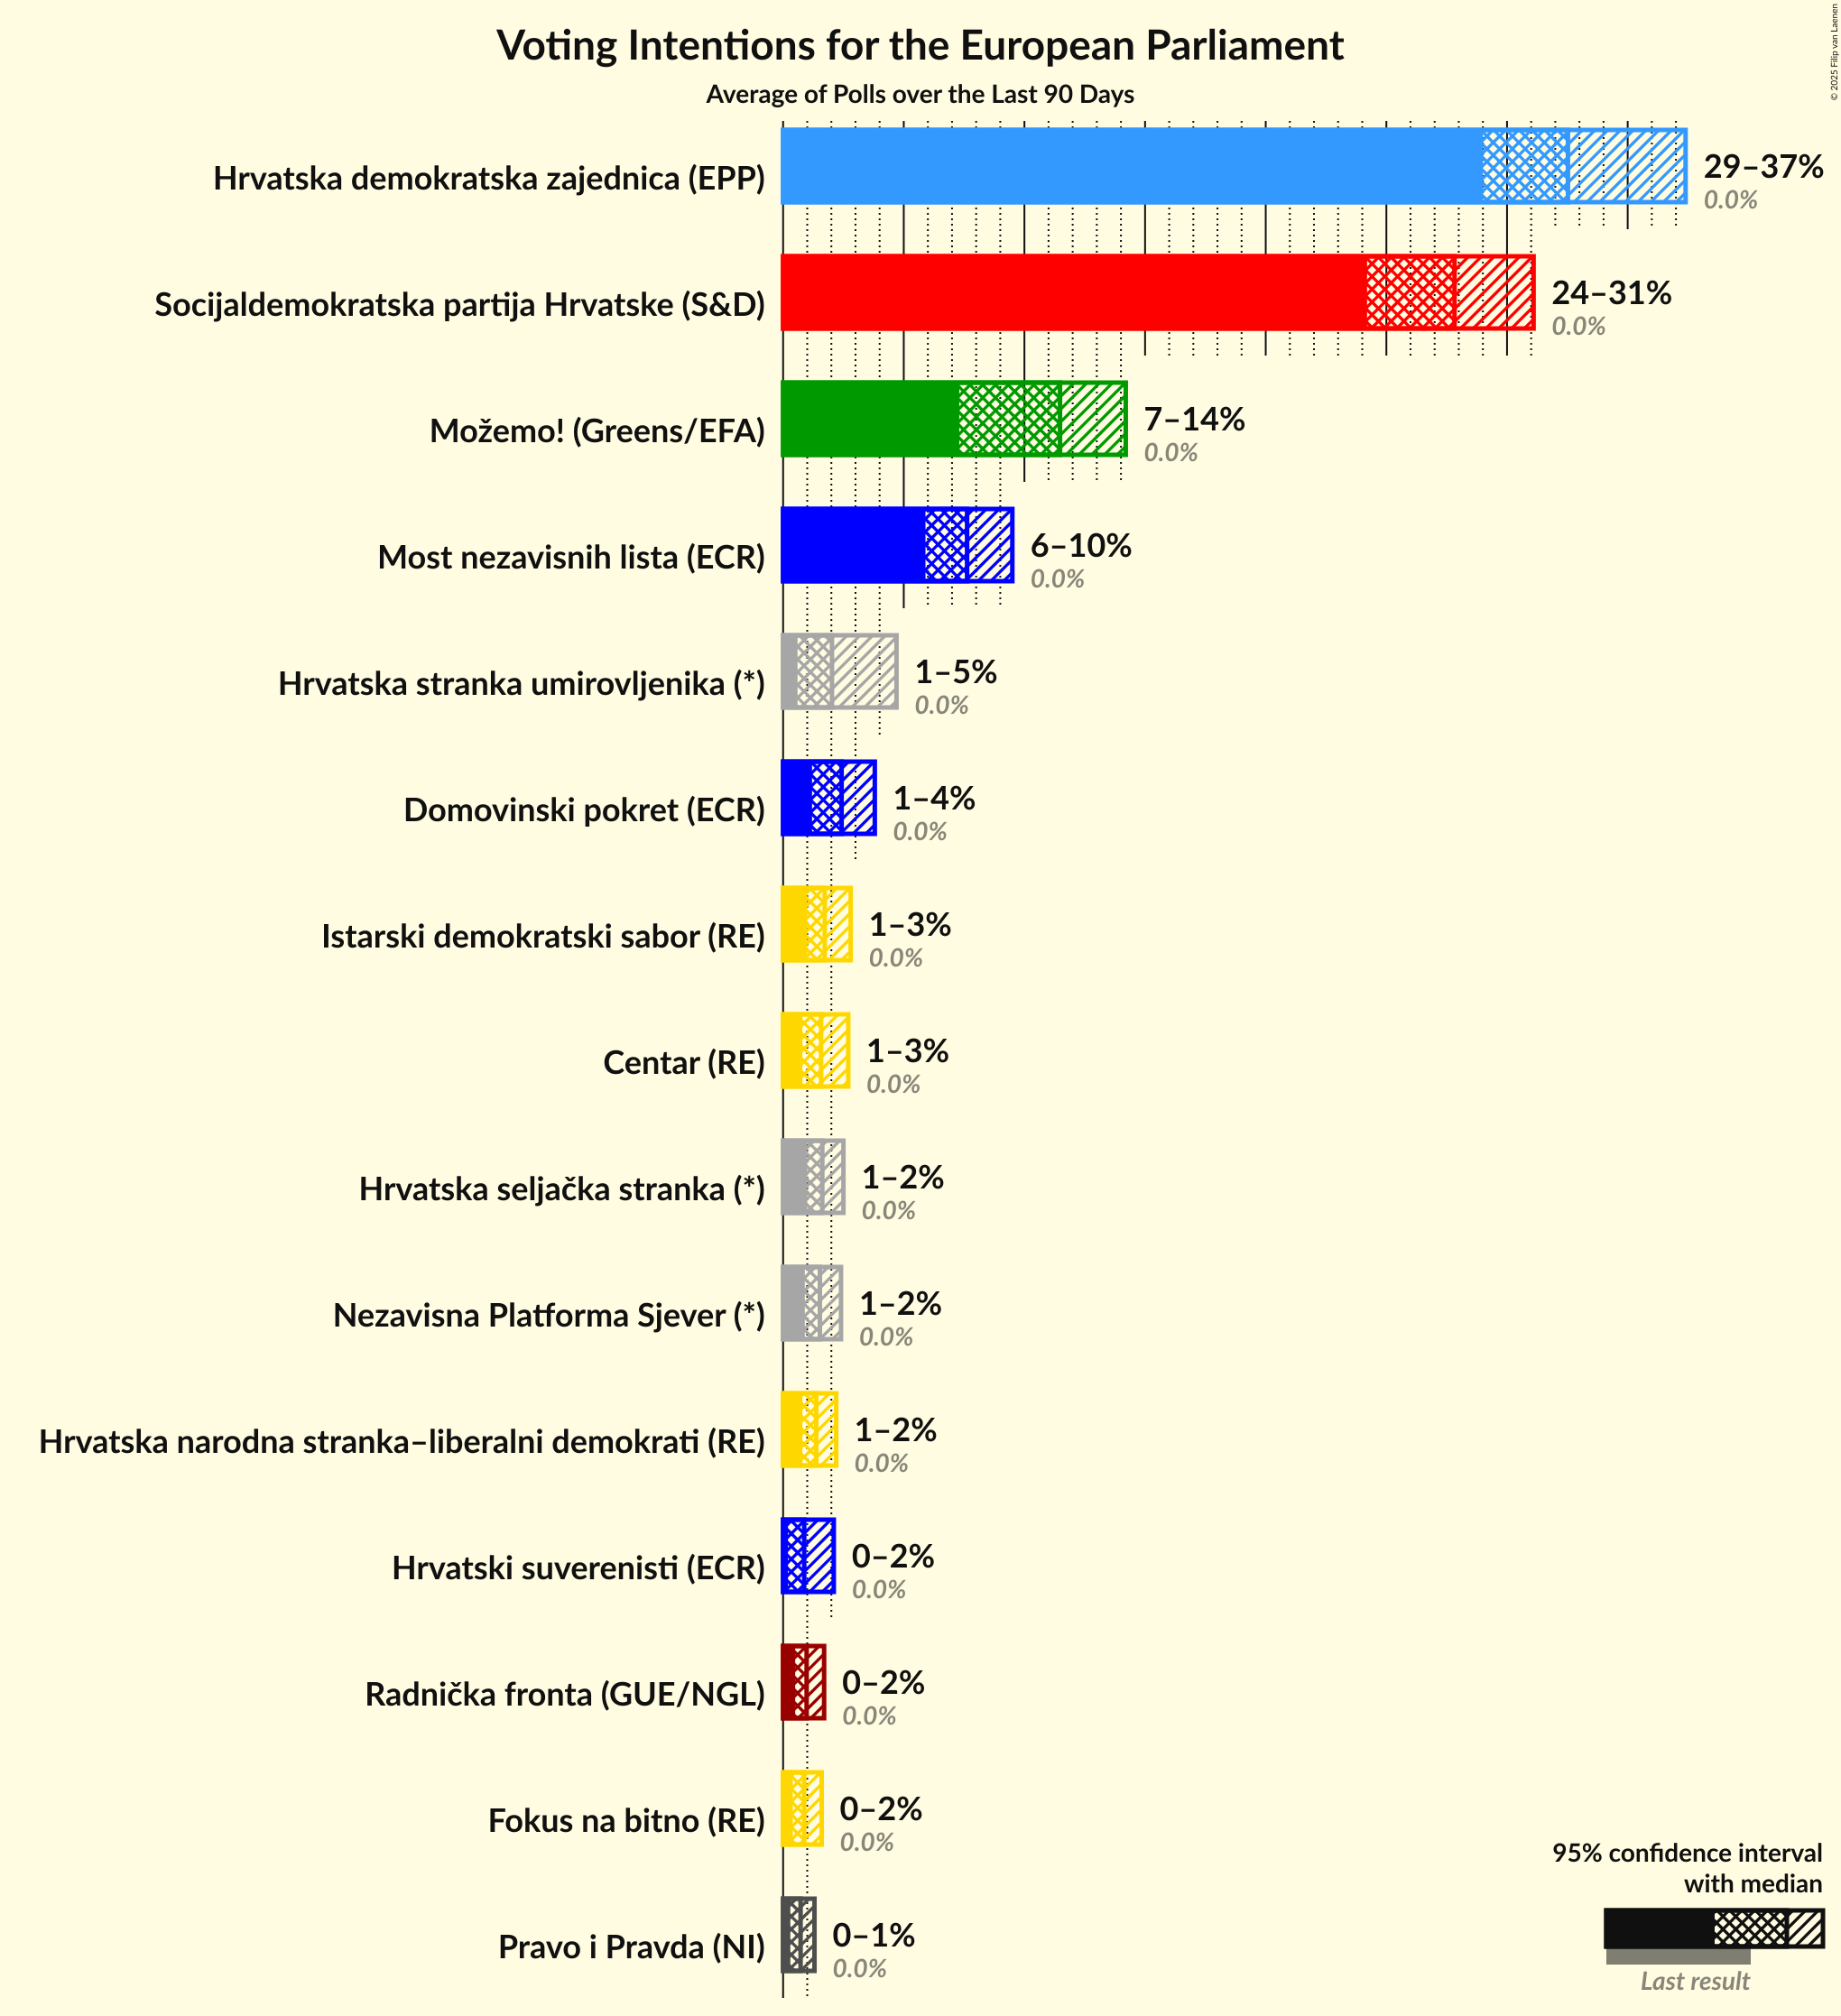 Voting Intentions for the European Parliament
Average of Polls over the Last 90 Days
© 2025 Filip van Laenen
Hrvatska demokratska zajednica (EPP)
29–37%
0.0%
Socijaldemokratska partija Hrvatske (S&D)
24–31%
0.0%
Možemo! (Greens/EFA)
7–14%
0.0%
Most nezavisnih lista (ECR)
6–10%
0.0%
Hrvatska stranka umirovljenika (*)
1–5%
0.0%
Domovinski pokret (ECR)
1–4%
0.0%
Istarski demokratski sabor (RE)
1–3%
0.0%
Centar (RE)
1–3%
0.0%
Hrvatska seljačka stranka (*)
1–2%
0.0%
Nezavisna Platforma Sjever (*)
1–2%
0.0%
Hrvatska narodna stranka–liberalni demokrati (RE)
1–2%
0.0%
Hrvatski suverenisti (ECR)
0–2%
0.0%
Radnička fronta (GUE/NGL)
0–2%
0.0%
Fokus na bitno (RE)
0–2%
0.0%
Pravo i Pravda (NI)
0–1%
0.0%
95% confidence interval
with median
Last result